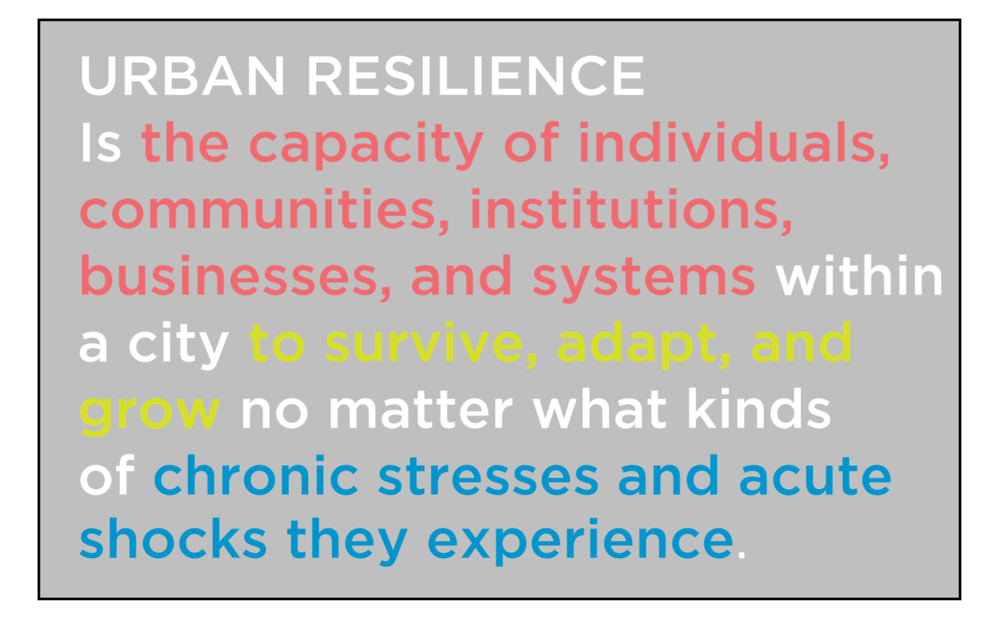 URBAN RESILIENCE
Is the capacity of individuals,
communities, institutions,
businesses, and systems within
a city to survive, adapt, and
grow no matter what kinds
of chronic stresses and acute
shocks they experience.